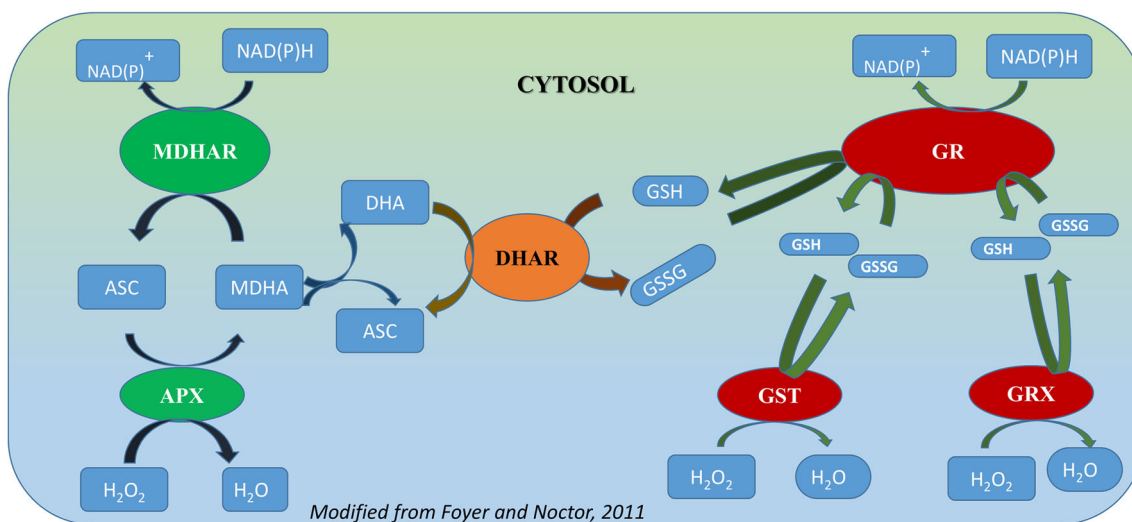 NAD(P)+
NAD(P)H
CYTOSOL
NAD(P)+
NAD(P)H
MDHAR
GR
DHA
GSH
GSH
GSSG
GSH
GSSG
DHAR
ASC
MDHA
GSSG
ASC
APX
GST
GRX
H₂O₂
H₂O
H₂O₂
H₂O
H₂O₂
H₂O
Modified from Foyer and Noctor, 2011